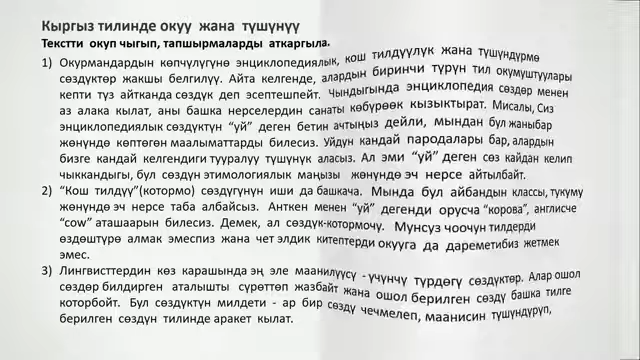 Кыргыз тилинде окуу жана түшүнүү
Текстти окуп чыгып, тапшырмаларды аткаргыла.
1) Окурмандардын көпчүлүгүнө энциклопедиялык, кош тилдүүлүк жана түшүндүрмө
сөздүктөр жакшы белгилүү. Айта келгенде, алардын биринчи түрүн тил окумуштуулары
кепти түз айтканда сөздүк деп эсептешпейт. Чындыгында энциклопедия сөздөр менен
аз алака кылат, аны башка нерселердин санаты көбүрөөк кызыктырат. Мисалы, Сиз
энциклопедиялык сөздүктүн “үй” деген бетин ачтыңыз дейли, мындан бул жаныбар
жөнүндө көптөгөн маалыматтарды билесиз. Уйдун кандай породалары бар, алардын
бизге кандай келгендиги тууралуу түшүнүк аласыз. Ал эми “уй” деген сөз кайдан келип
чыккандыгы, бул сөздүн этимологиялык маңызы жөнүндө эч нерсе айтылбайт.
2) “Кош тилдүү”(котормо) сөздүгүнүн иши да башкача. Мында бул айбандын классы, тукуму
жөнүндө эч нерсе таба албайсыз. Анткен менен “уй” дегенди орусча “корова”, англисче
“cow” аташаарын билесиз. Демек, ал сөздүк-котормочу. Мунсуз чоочун тилдерди
өздөштүрө алмак эмеспиз жана чет элдик китептерди окууга да дареметибиз жетмек
эмес.
3) Лингвисттердин көз карашында эң эле маанилүүсү - үчүнчү түрдөгү сөздүктөр. Алар ошол
сөздөр билдирген аталышты сүрөттөп жазбайт жана ошол берилген сөздү башка тилге
которбойт. Бул сөздүктүн милдети - ар бир сөздү чечмелеп, маанисин түшүндүрүп,
берилген сөздүн тилинде аракет кылат.